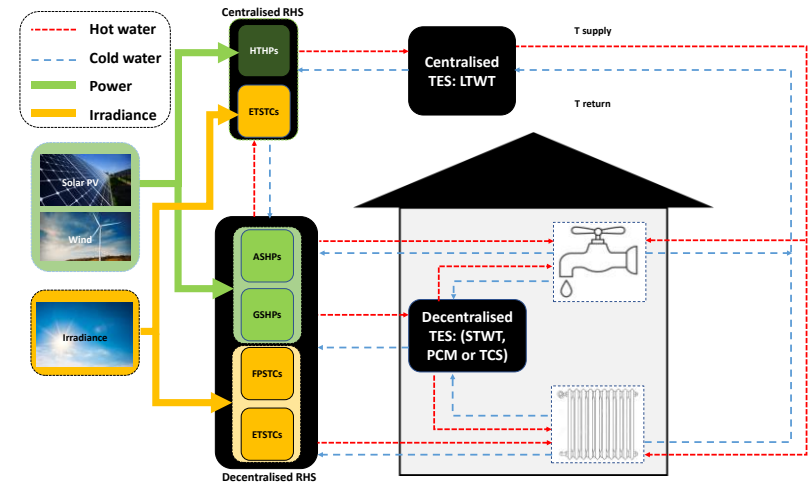 Hot water
Cold water
Power
Irradiance
Solar PV
Wind
Irradiance
Centralised RHS
HTHPs
ETSTCs
Centralised
TES: LTWT
T supply
T return
ASHPs
GSHPs
FPSTCs
ETSTCs
Decentralised RHS
Decentralised
TES: (STWT,
PCM or TCS)